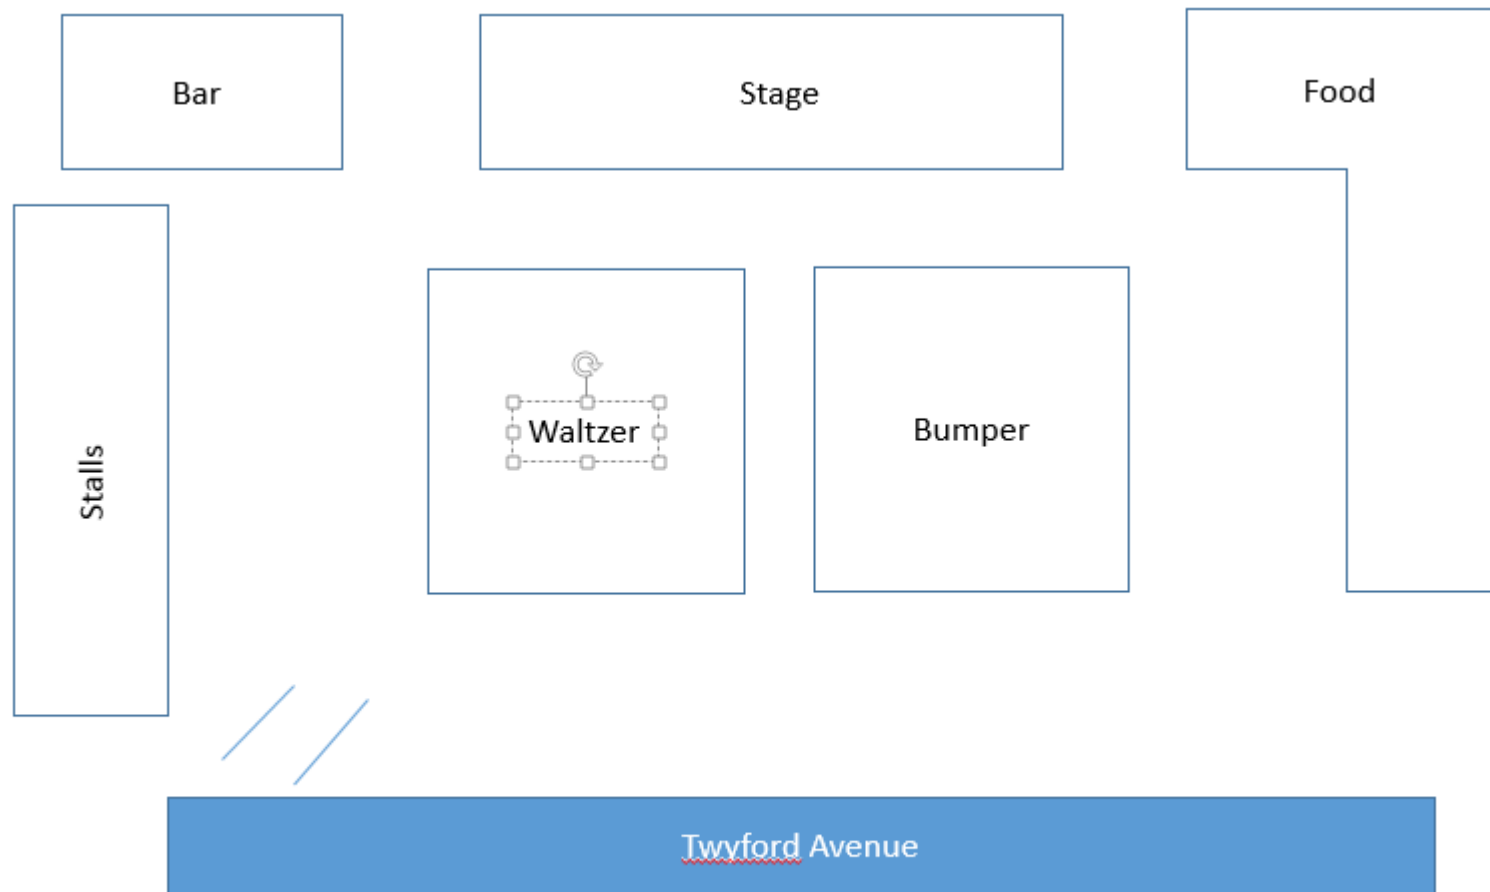 Bar
Stage
Food
Stalls
Waltzer
Bumper
Twyford Avenue